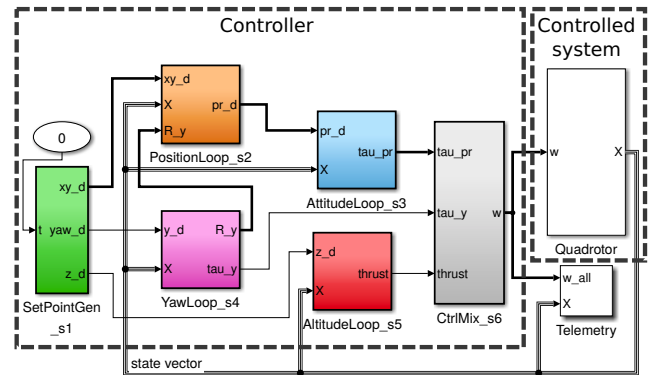 Controller
Controlled
system
xy_d
X
pr_d
R_y
PositionLoop_s2
0
pr_d
tau_pr
X
AttitudeLoop_s3
tau_pr
tau_y
w
thrust
CtrlMix_s6
w
X
Quadrotor
xy_d
t
yaw_d
z_d
SetPointGen
_s1
y_d
R_y
X
tau_y
YawLoop_s4
z_d
thrust
X
AltitudeLoop_s5
w_all
X
Telemetry
state vector